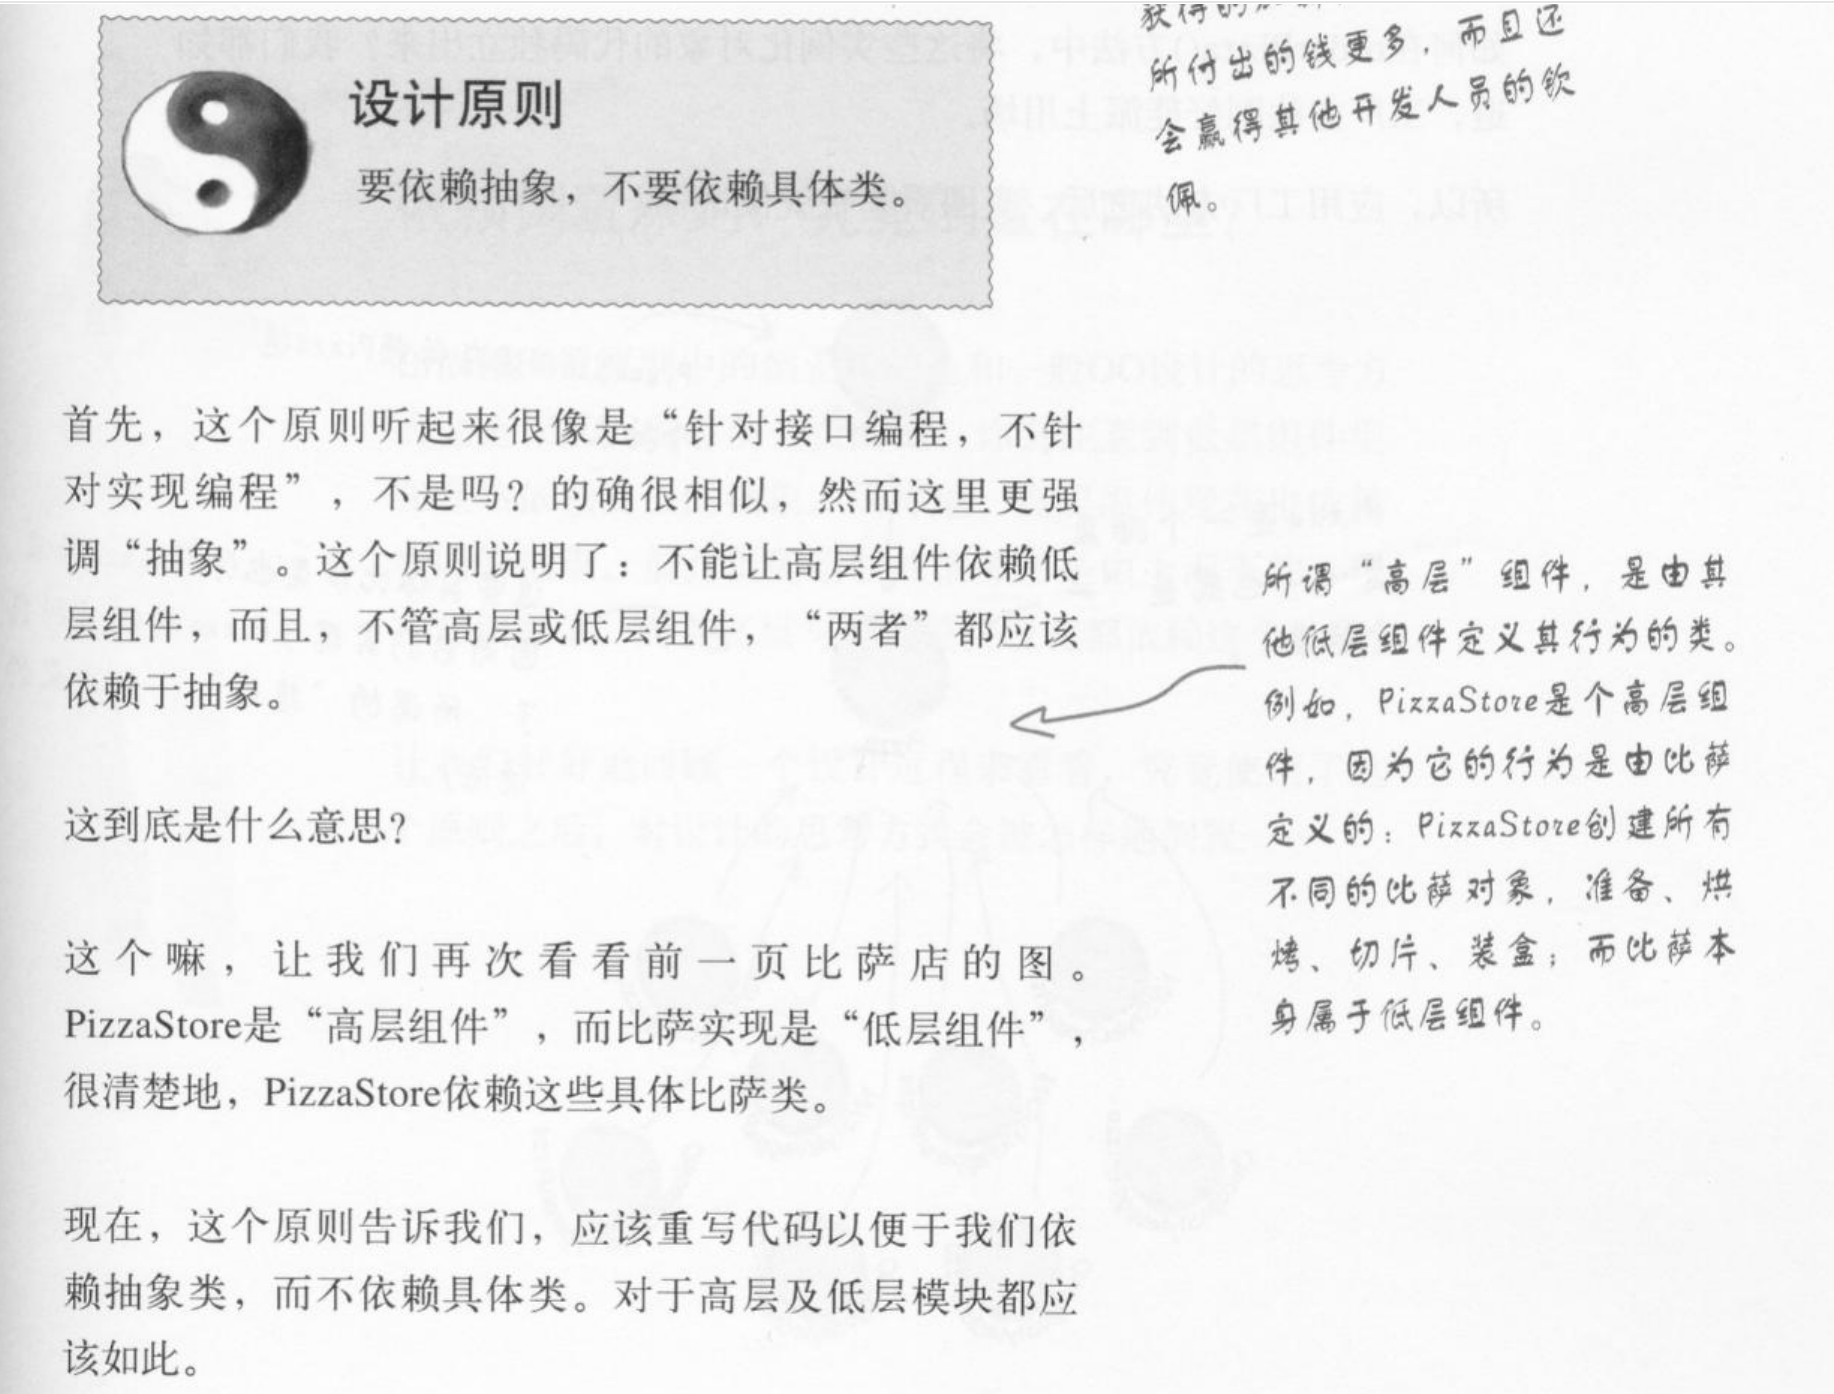 设计原则
要依赖抽象，不要依赖具体类。
所付出的钱更多，而且还
会赢得其他开发人员的钦
佩。
首先，这个原则听起来很像是“针对接口编程，不针
对实现编程”，不是吗？的确很相似，然而这里更强
调“抽象”。这个原则说明了：不能让高层组件依赖低
层组件，而且，不管高层或低层组件，“两者”都应该
依赖于抽象。
所谓“高层”组件，是由其
他低层组件定义其行为的类。
例如，PizzaStore是个高层组
件，因为它的行为是由比萨
定义的：PizzaStore创建所有
不同的比萨对象，准备、烘
烤、切片、装盒；而比萨本
身属于低层组件。
这到底是什么意思？
这个嘛，让我们再次看看前一页比萨店的图。
PizzaStore是“高层组件”，而比萨实现是“低层组件”，
很清楚地，PizzaStore依赖这些具体比萨类。
现在，这个原则告诉我们，应该重写代码以便于我们依
赖抽象类，而不依赖具体类。对于高层及低层模块都应
该如此。